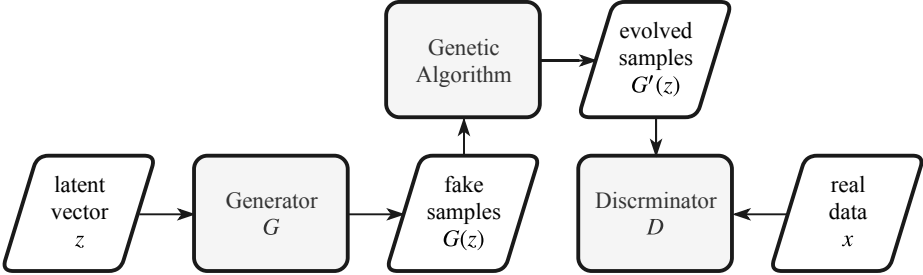 Genetic
Algorithm
evolved
samples
G′(z)
latent
vector
z
Generator
G
fake
samples
G(z)
Discrminator
D
real
data
x